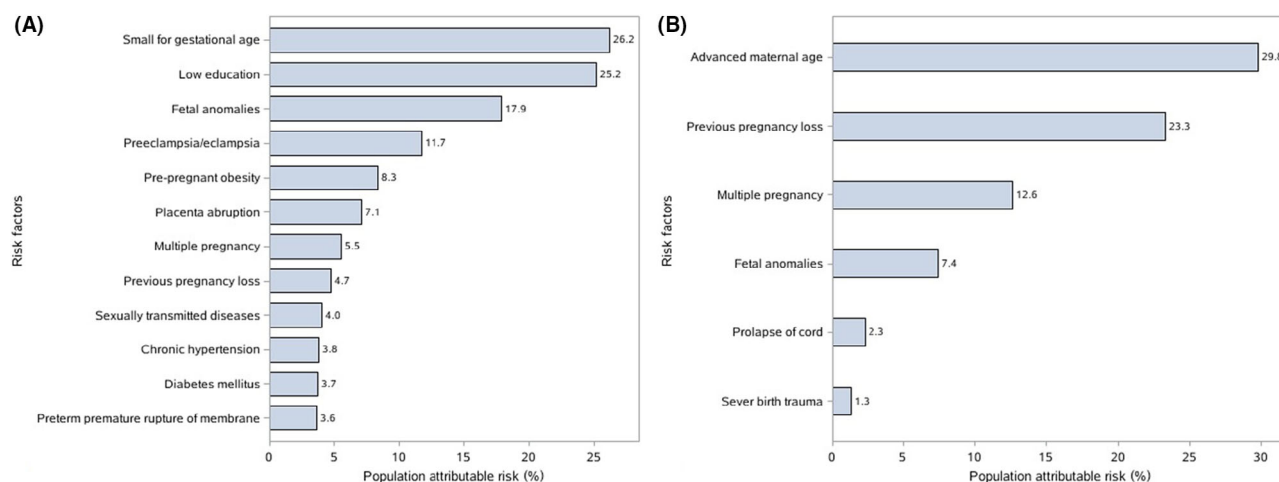 (A)
Risk factors
Small for gestational age 26.2
Low education 25.2
Fetal anomalies 17.9
Preeclampsia/eclampsia 11.7
Pre-pregnant obesity 8.3
Placenta abruption 7.1
Multiple pregnancy 5.5
Previous pregnancy loss 4.7
Sexually transmitted diseases 4.0
Chronic hypertension 3.8
Diabetes mellitus 3.7
Preterm premature rupture of membrane 3.6
0 5 10 15 20 25
Population attributable risk (%)
(B)
Risk factors
Advanced maternal age 29.8
Previous pregnancy loss 23.3
Multiple pregnancy 12.6
Fetal anomalies 7.4
Prolapse of cord 2.3
Sever birth trauma 1.3
0 5 10 15 20 25 30
Population attributable risk (%)